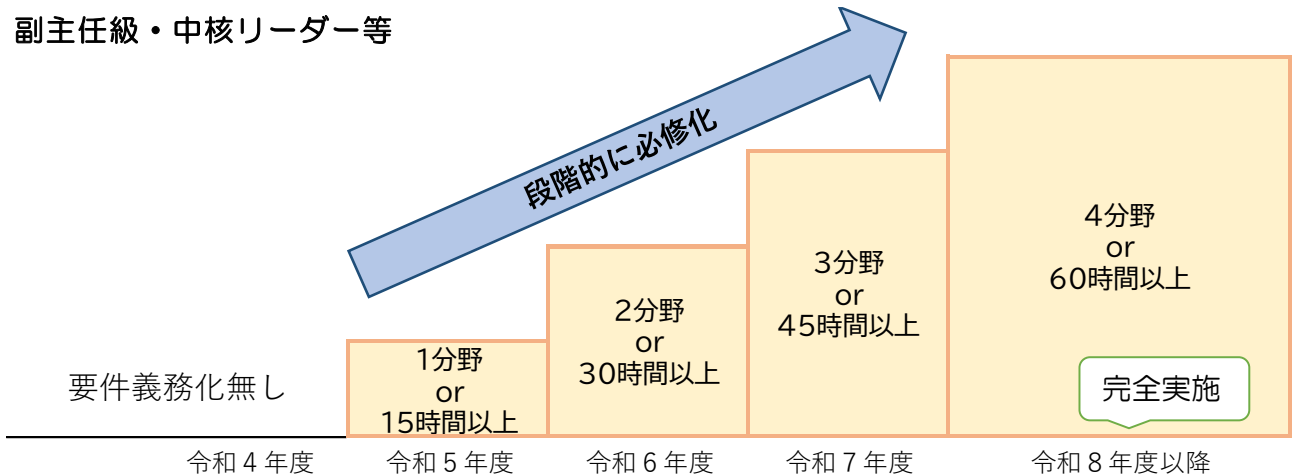 副主任級・中核リーダー等
段階的に必修化
要件義務化無し
1分野
or
15時間以上
2分野
or
30時間以上
3分野
or
45時間以上
4分野
or
60時間以上
完全実施
令和４年度
令和５年度
令和６年度
令和７年度
令和８年度以降